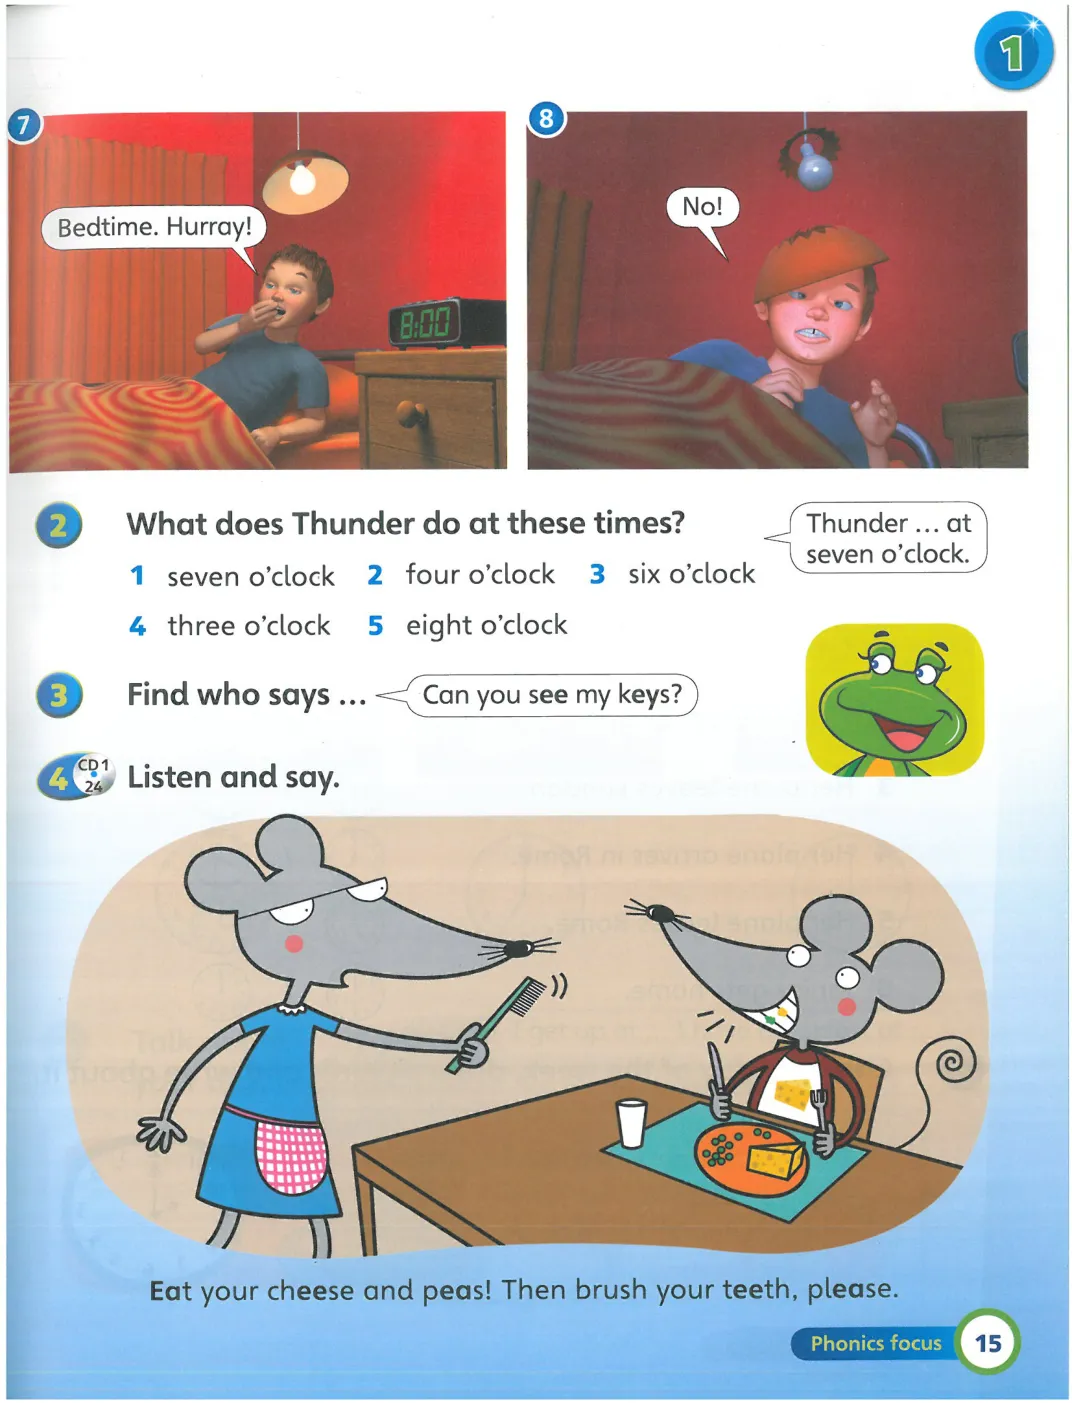 1
7
8
Bedtime. Hurray!
8:00
No!
2 What does Thunder do at these times?
Thunder ... at
seven o'clock.
1 seven o'clock 2 four o'clock 3 six o'clock
4 three o'clock 5 eight o'clock
3 Find who says ... Can you see my keys?
4 CD1 24 Listen and say.
Eat your cheese and peas! Then brush your teeth, please.
Phonics focus 15